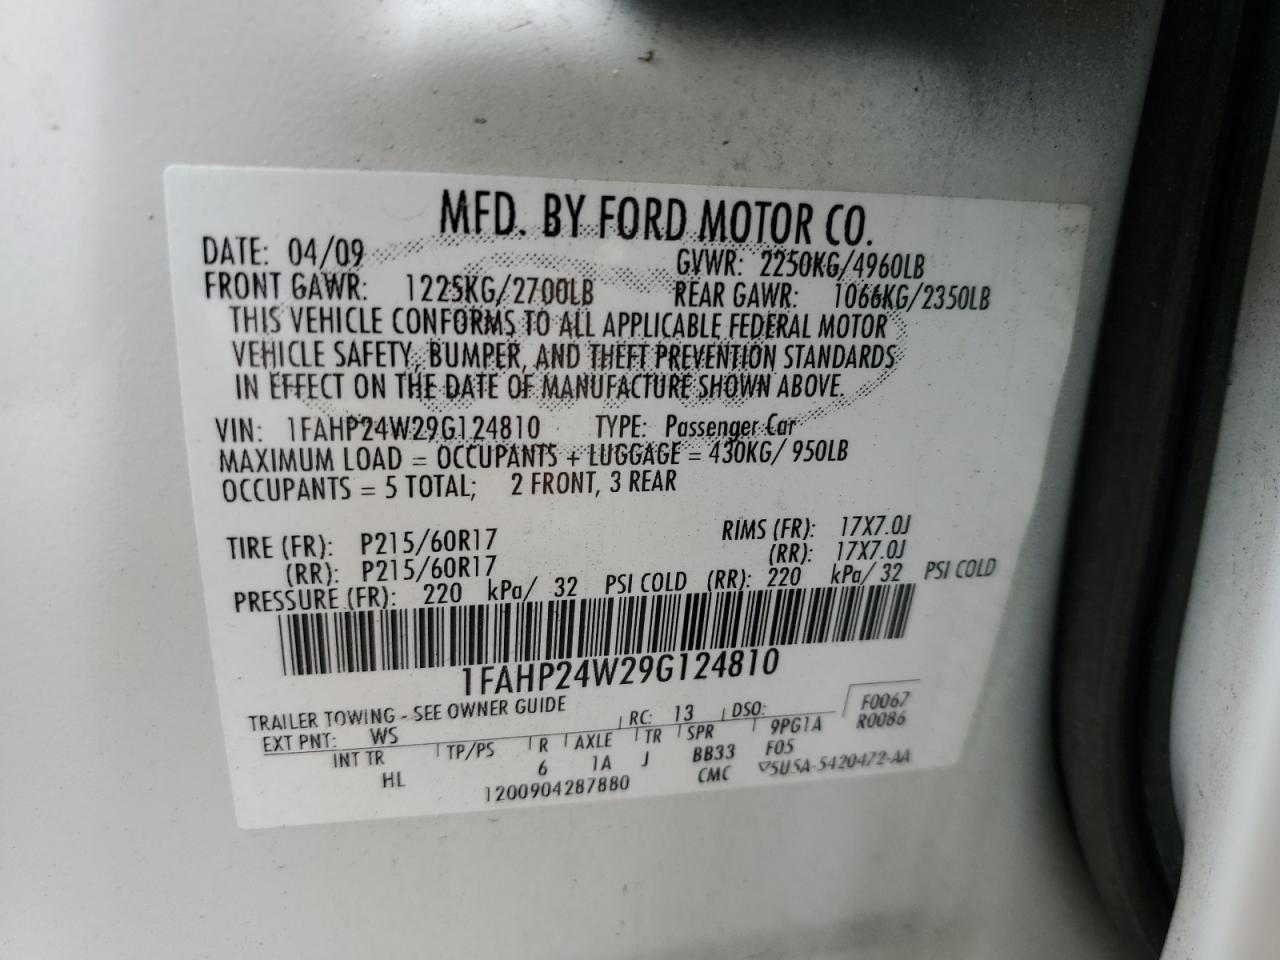 MFD. BY FORD MOTOR CO.
DATE: 04/09 GVWR: 2250KG/4960LB
FRONT GAWR: 1225KG/2700LB REAR GAWR: 1066KG/2350LB
THIS VEHICLE CONFORMS TO ALL APPLICABLE FEDERAL MOTOR
VEHICLE SAFETY, BUMPER, AND THEFT PREVENTION STANDARDS
IN EFFECT ON THE DATE OF MANUFACTURE SHOWN ABOVE.
VIN: 1FAHP24W29G124810 TYPE: Passenger Car
MAXIMUM LOAD = OCCUPANTS + LUGGAGE = 430KG/ 950LB
OCCUPANTS = 5 TOTAL; 2 FRONT, 3 REAR
TIRE (FR): P215/60R17 RIMS (FR): 17X7.0J
(RR): P215/60R17 (RR): 17X7.0J
PRESSURE (FR): 220 kPa/ 32 PSI COLD (RR): 220 kPa/ 32 PSI COLD
1FAHP24W29G124810
TRAILER TOWING - SEE OWNER GUIDE RC: 13 DSO: F0067
EXT PNT: WS 9PG1A R0086
INT TR TP/PS R AXLE TR SPR F05
HL 6 1A J BB33
1200904287880 CMC 5U5A-5420472-AA